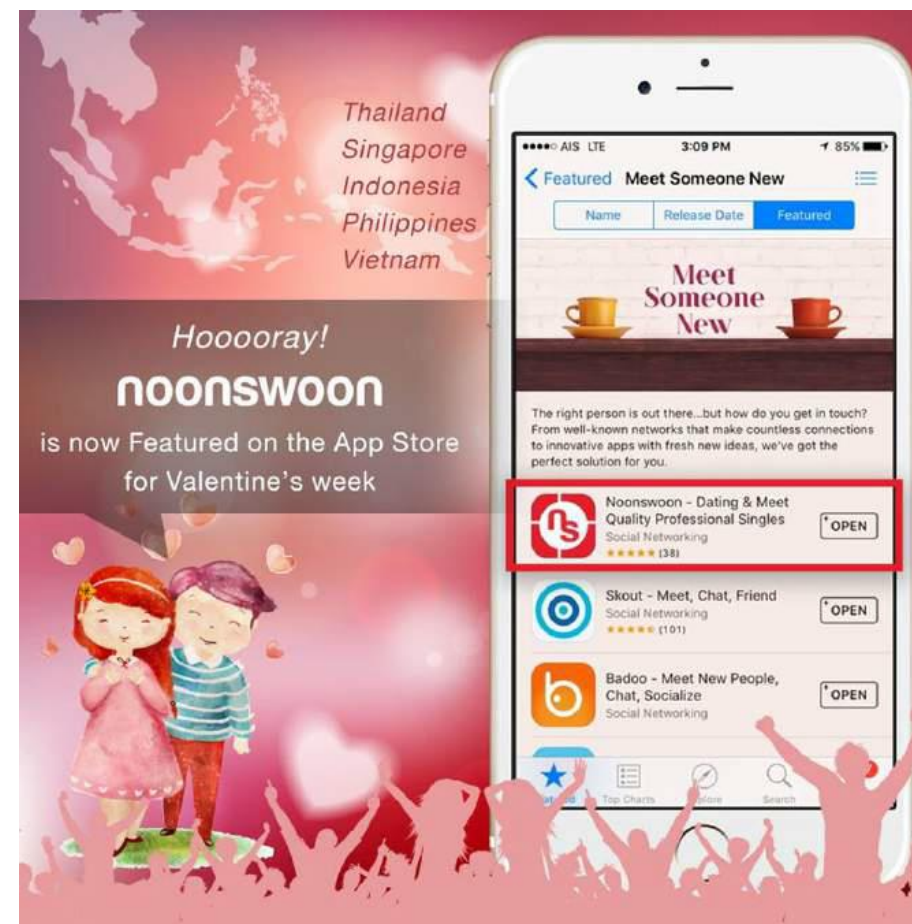 Thailand
Singapore
Indonesia
Philippines
Vietnam
Hooooray!
noonswoon
is now Featured on the App Store
for Valentine's week
AIS LTE 3:09 PM 85%
Featured Meet Someone New
Name Release Date Featured
Meet
Someone
New
The right person is out there...but how do you get in touch?
From well-known networks that make countless connections
to innovative apps with fresh new ideas, we've got the
perfect solution for you.
ns
Noonswoon - Dating & Meet
Quality Professional Singles
Social Networking
(38)
+OPEN
Skout - Meet, Chat, Friend
Social Networking
(101)
+OPEN
b
Badoo - Meet New People,
Chat, Socialize
Social Networking
+OPEN
Top Charts Search